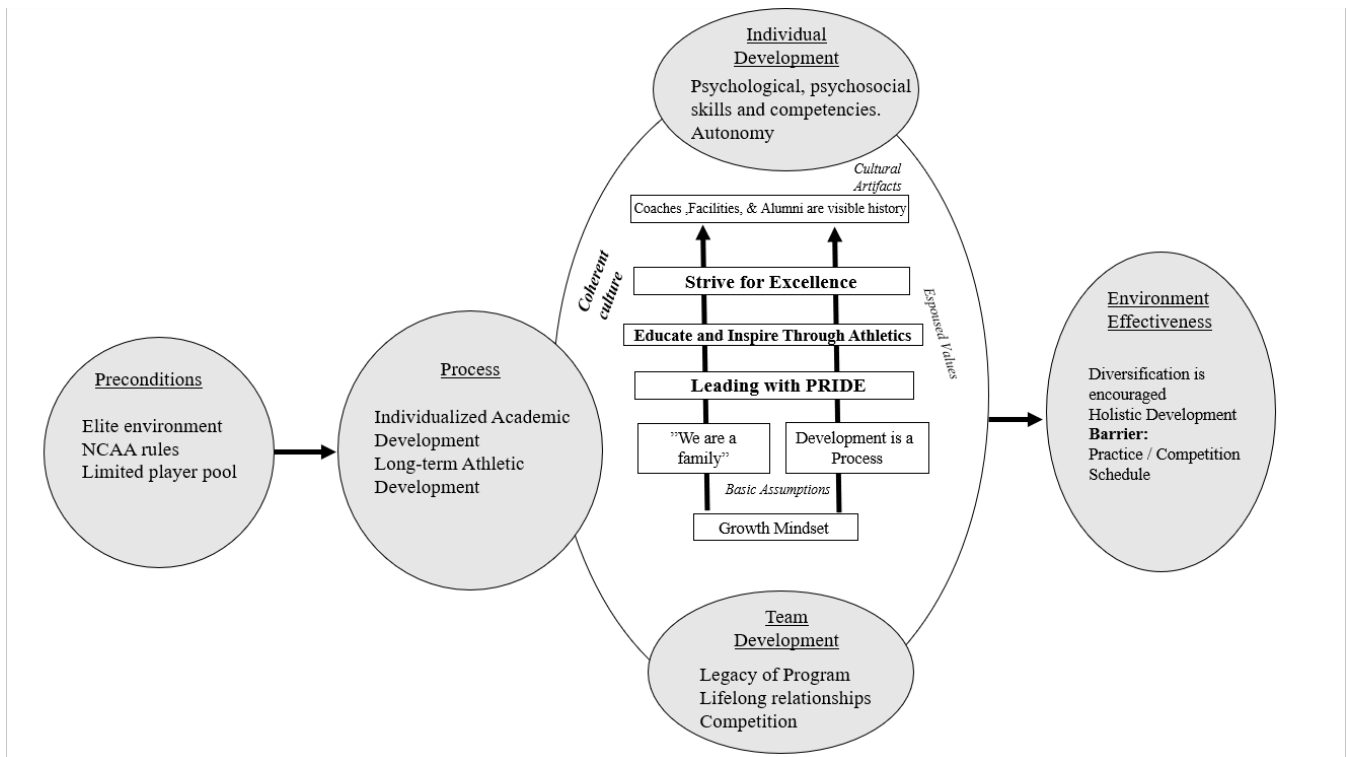 Individual
Development
Psychological, psychosocial
skills and competencies.
Autonomy
Cultural
Artifacts
Coaches ,Facilities, & Alumni are visible history
Coherent
culture
Strive for Excellence
Educate and Inspire Through Athletics
Espoused Values
Leading with PRIDE
"We are a
family”
Development is a
Process
Basic Assumptions
Growth Mindset
Preconditions
Elite environment
NCAA rules
Limited player pool
Process
Individualized Academic
Development
Long-term Athletic
Development
Environment
Effectiveness
Diversification is
encouraged
Holistic Development
Barrier:
Practice / Competition
Schedule
Team
Development
Legacy of Program
Lifelong relationships
Competition